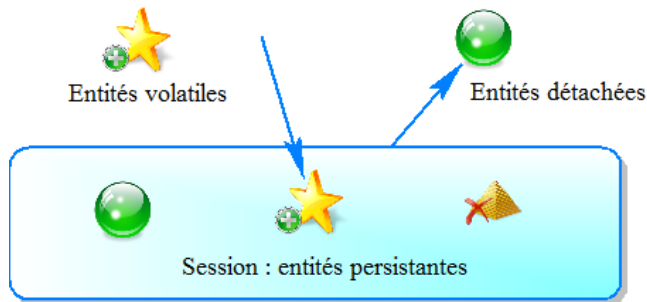 Entités volatiles
Entités détachées
Session : entités persistantes